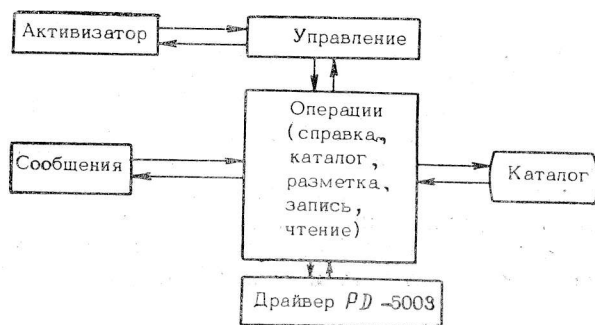 Активизатор
Управление
Операции
(справка,
каталог,
разметка,
запись,
чтение)
Сообщения
Каталог
Драйвер PD -5003